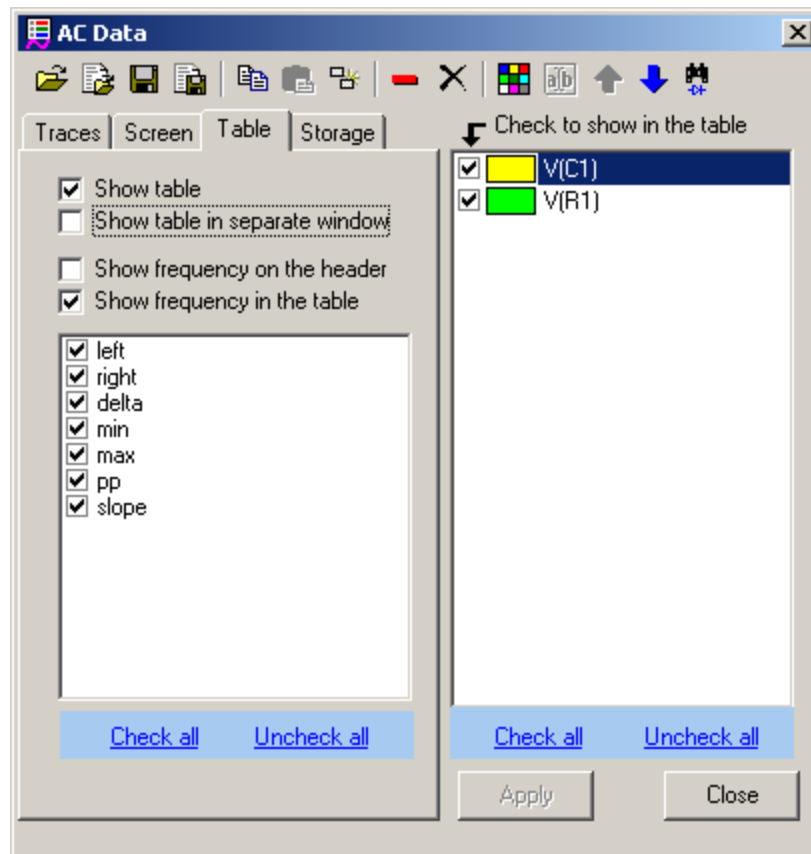 AC Data
Traces Screen Table Storage
Show table
Show table in separate window
Show frequency on the header
Show frequency in the table
left
right
delta
min
max
pp
slope
Check all Uncheck all
Check to show in the table
V(C1)
V(R1)
Check all Uncheck all
Apply Close